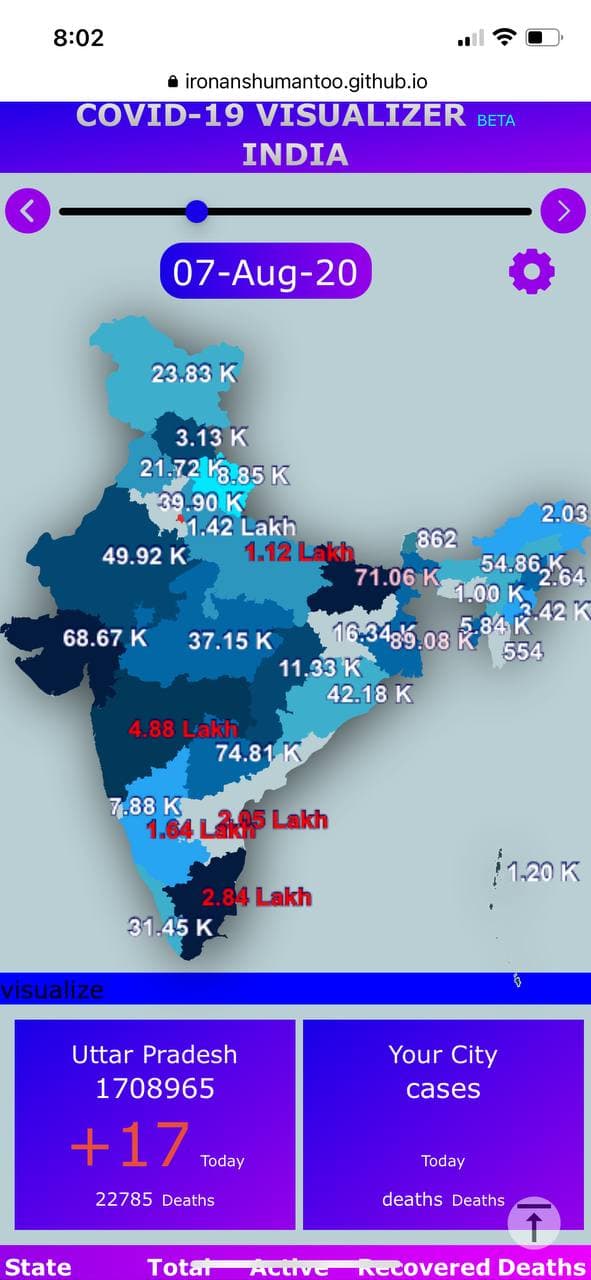 8:02
ironanshumantoo.github.io
COVID-19 VISUALIZER BETA
INDIA
07-Aug-20
23.83 K
3.13 K
21.72 K
8.85 K
39.90 K
1.42 Lakh
2.03
862
49.92 K
1.12 Lakh
54.86 K
71.06 K
2.64
1.00 K
3.42 K
68.67 K
37.15 K
16.34 K
89.08 K
5.84 K
554
11.33 K
42.18 K
4.88 Lakh
74.81 K
7.88 K
1.64 Lakh
2.05 Lakh
1.20 K
2.84 Lakh
31.45 K
visualize
Uttar Pradesh
1708965
+17 Today
22785 Deaths
Your City
cases
Today
deaths Deaths
State Total Active Recovered Deaths